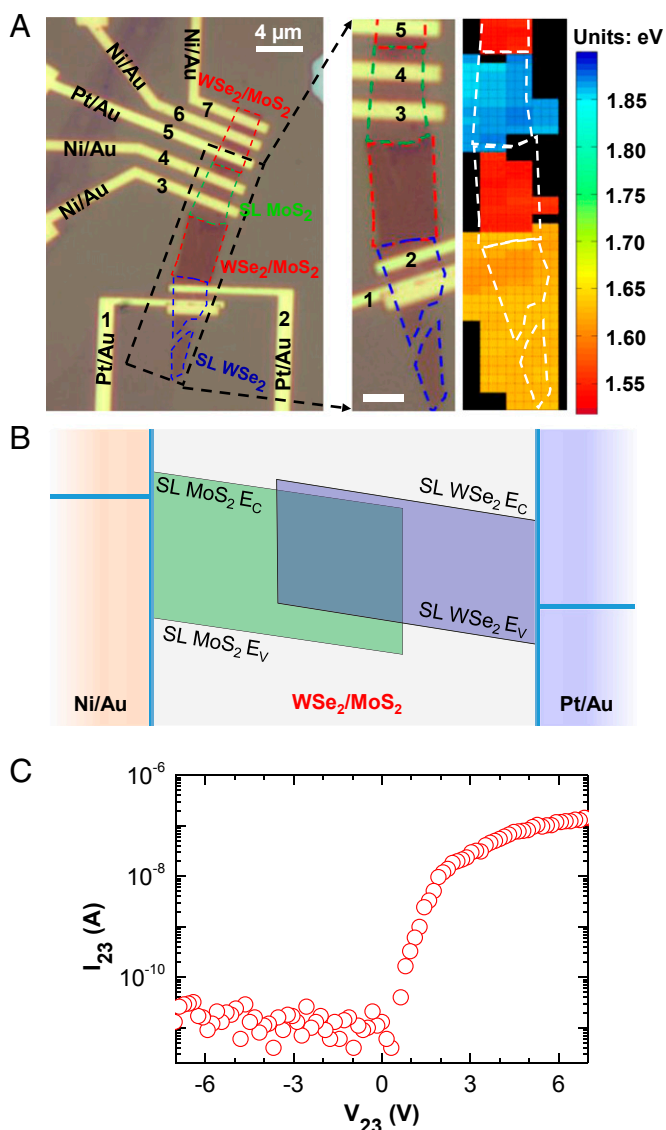 A
4 μm
Ni/Au
Ni/Au
Pt/Au
Ni/Au
Ni/Au
7
6
5
4
3
WSe₂/MoS₂
SL MoS₂
WSe₂/MoS₂
SL WSe₂
1
Pt/Au
2
Pt/Au
5
4
3
2
1
Units: eV
1.85
1.80
1.75
1.70
1.65
1.60
1.55
B
SL MoS₂ E_C
SL WSe₂ E_C
SL MoS₂ E_V
SL WSe₂ E_V
Ni/Au
WSe₂/MoS₂
Pt/Au
C
I₂₃ (A)
10⁻⁶
10⁻⁸
10⁻¹⁰
-6 -3 0 3 6
V₂₃ (V)